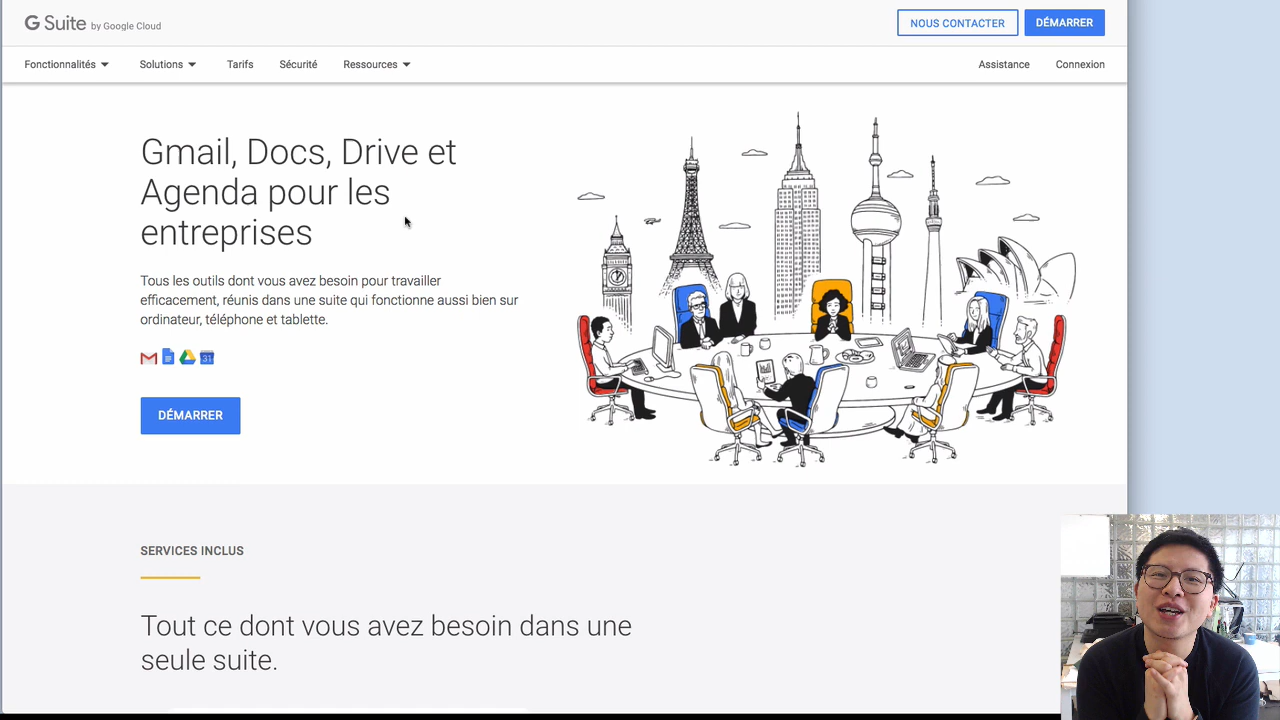 G Suite by Google Cloud
NOUS CONTACTER
DÉMARRER
Fonctionnalités
Solutions
Tarifs
Sécurité
Ressources
Assistance
Connexion
Gmail, Docs, Drive et
Agenda pour les
entreprises
Tous les outils dont vous avez besoin pour travailler
efficacement, réunis dans une suite qui fonctionne aussi bien sur
ordinateur, téléphone et tablette.
31
DÉMARRER
SERVICES INCLUS
Tout ce dont vous avez besoin dans une
seule suite.